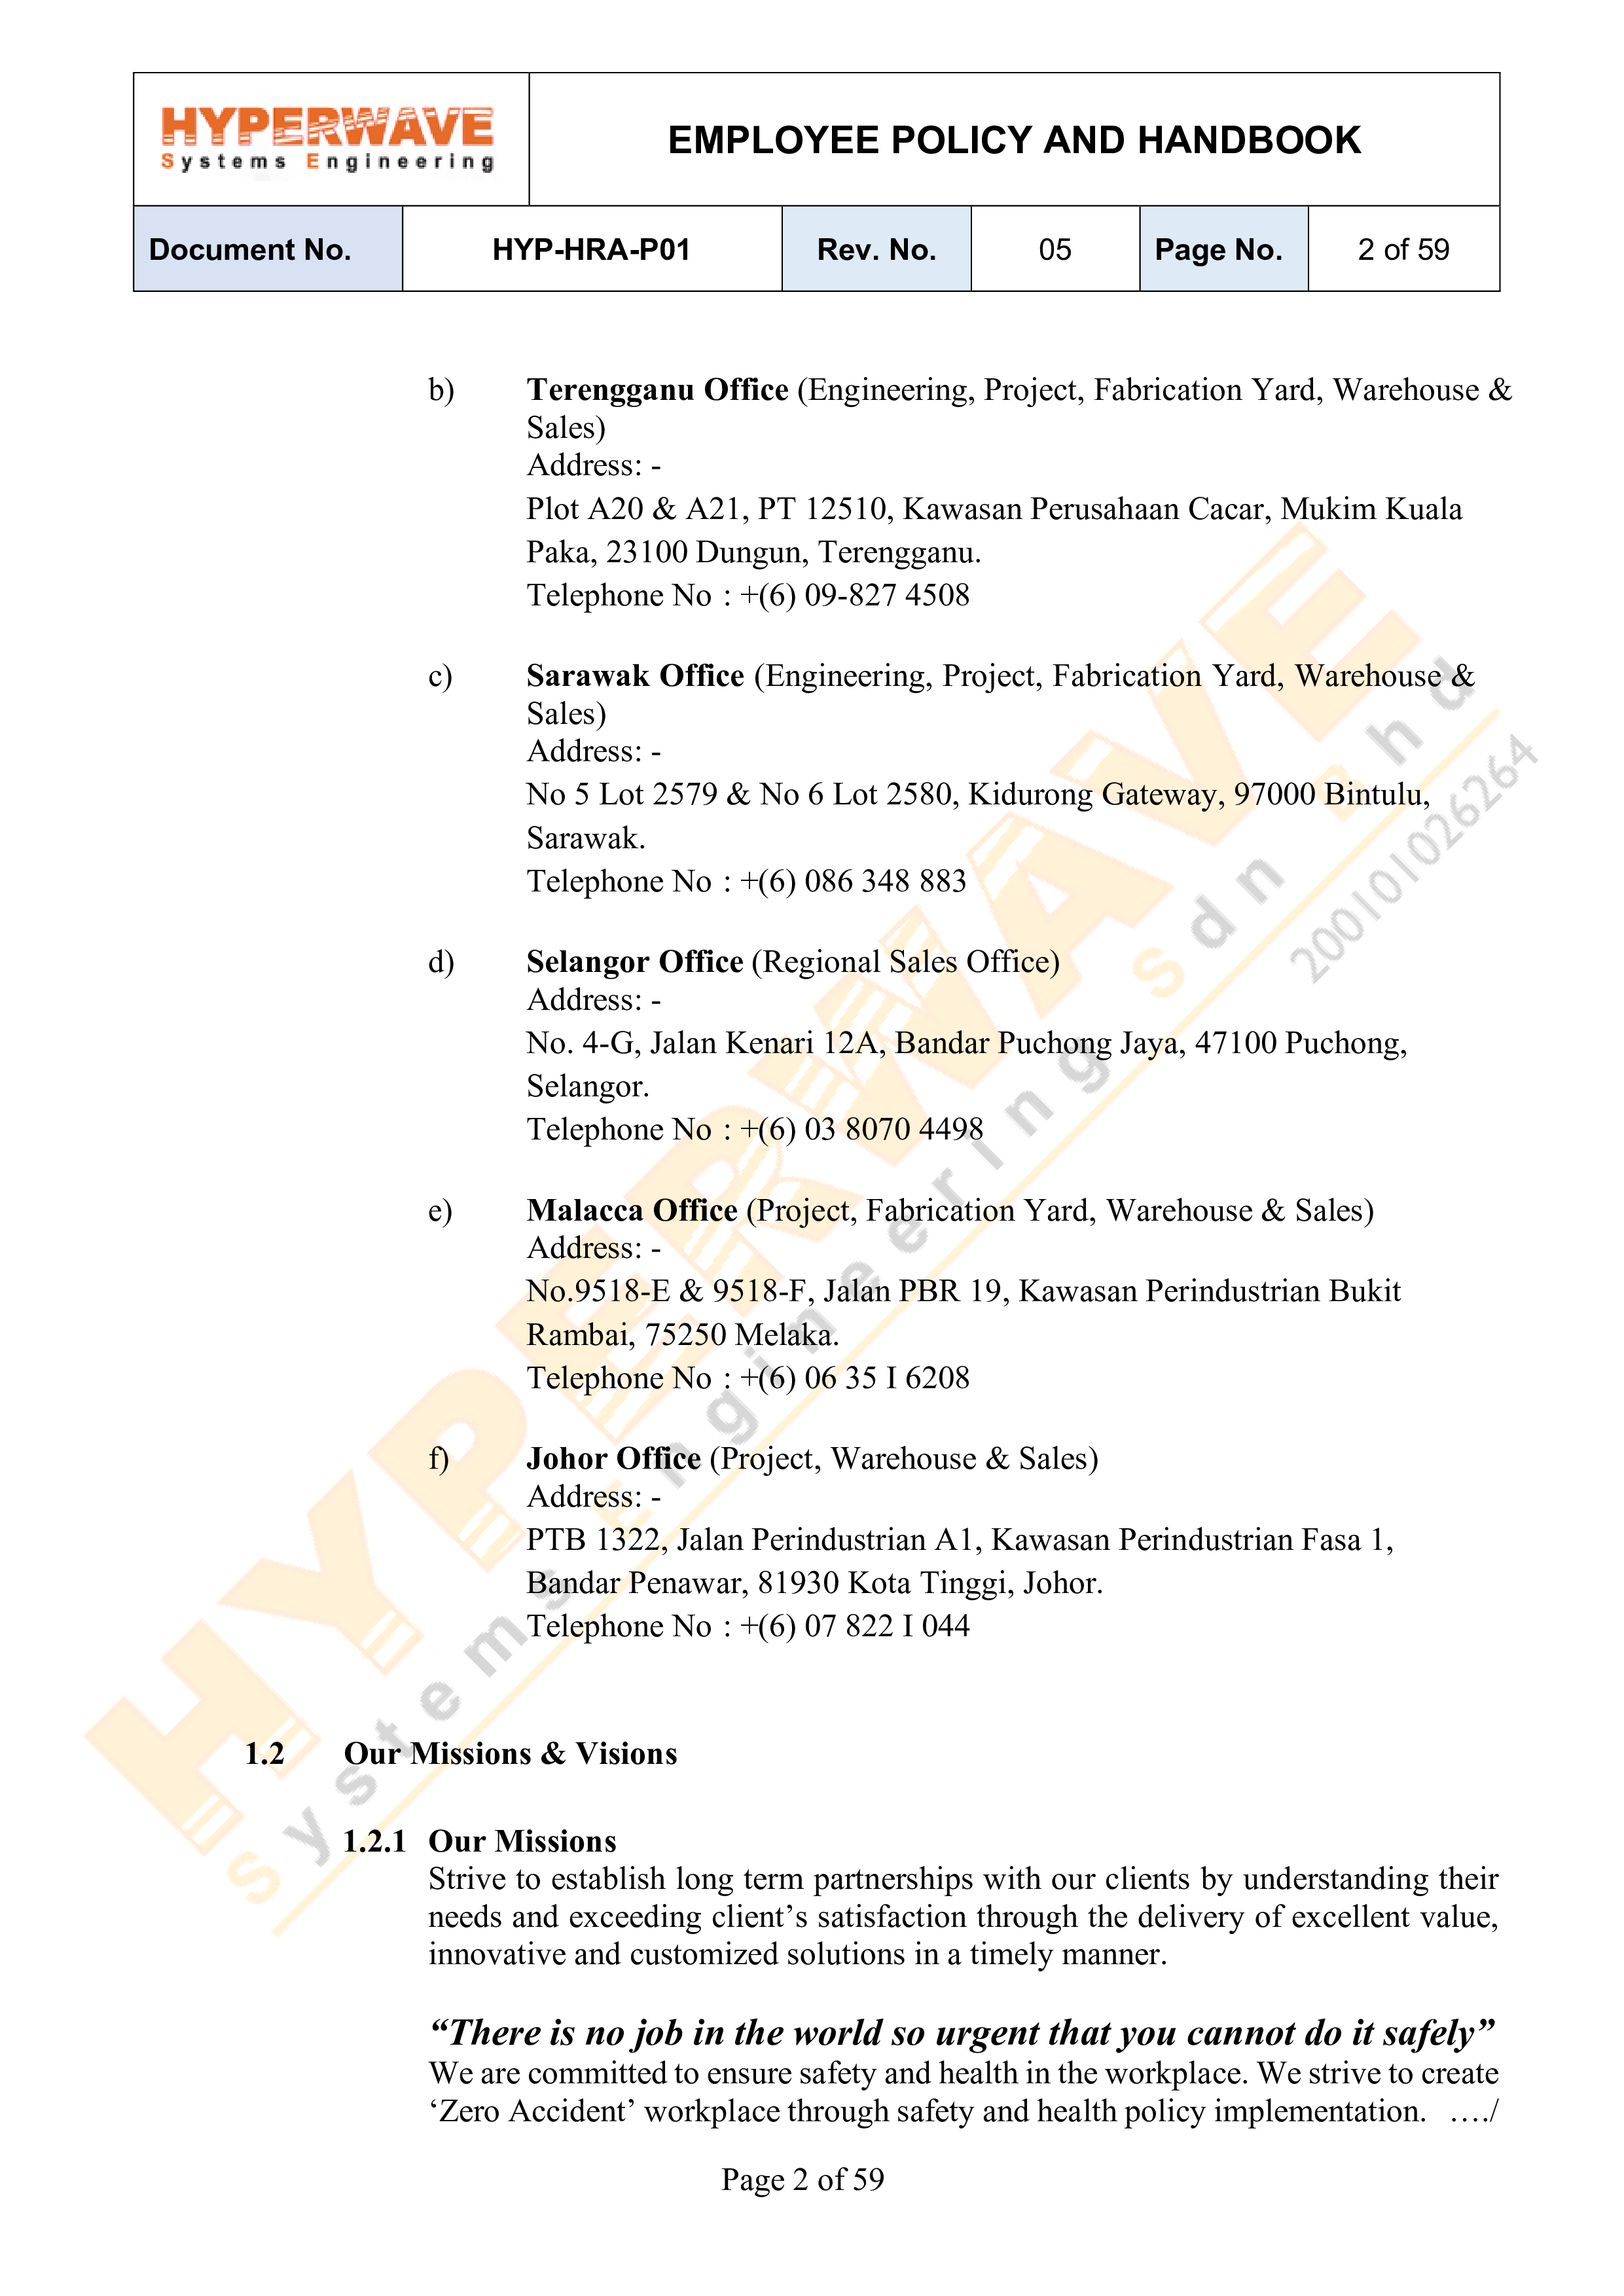 HYPERWAVE
Systems Engineering
EMPLOYEE POLICY AND HANDBOOK
Document No. HYP-HRA-P01 Rev. No. 05 Page No. 2 of 59
b) Terengganu Office (Engineering, Project, Fabrication Yard, Warehouse &
Sales)
Address: -
Plot A20 & A21, PT 12510, Kawasan Perusahaan Cacar, Mukim Kuala
Paka, 23100 Dungun, Terengganu.
Telephone No : +(6) 09-827 4508
c) Sarawak Office (Engineering, Project, Fabrication Yard, Warehouse &
Sales)
Address: -
No 5 Lot 2579 & No 6 Lot 2580, Kidurong Gateway, 97000 Bintulu,
Sarawak.
Telephone No : +(6) 086 348 883
d) Selangor Office (Regional Sales Office)
Address: -
No. 4-G, Jalan Kenari 12A, Bandar Puchong Jaya, 47100 Puchong,
Selangor.
Telephone No : +(6) 03 8070 4498
e) Malacca Office (Project, Fabrication Yard, Warehouse & Sales)
Address: -
No.9518-E & 9518-F, Jalan PBR 19, Kawasan Perindustrian Bukit
Rambai, 75250 Melaka.
Telephone No : +(6) 06 35 I 6208
f) Johor Office (Project, Warehouse & Sales)
Address: -
PTB 1322, Jalan Perindustrian A1, Kawasan Perindustrian Fasa 1,
Bandar Penawar, 81930 Kota Tinggi, Johor.
Telephone No : +(6) 07 822 I 044
1.2 Our Missions & Visions
1.2.1 Our Missions
Strive to establish long term partnerships with our clients by understanding their
needs and exceeding client’s satisfaction through the delivery of excellent value,
innovative and customized solutions in a timely manner.
“There is no job in the world so urgent that you cannot do it safely”
We are committed to ensure safety and health in the workplace. We strive to create
‘Zero Accident’ workplace through safety and health policy implementation. …./
Page 2 of 59
HYPERWAVE
Systems Engineering Sdn Bhd
200101026264